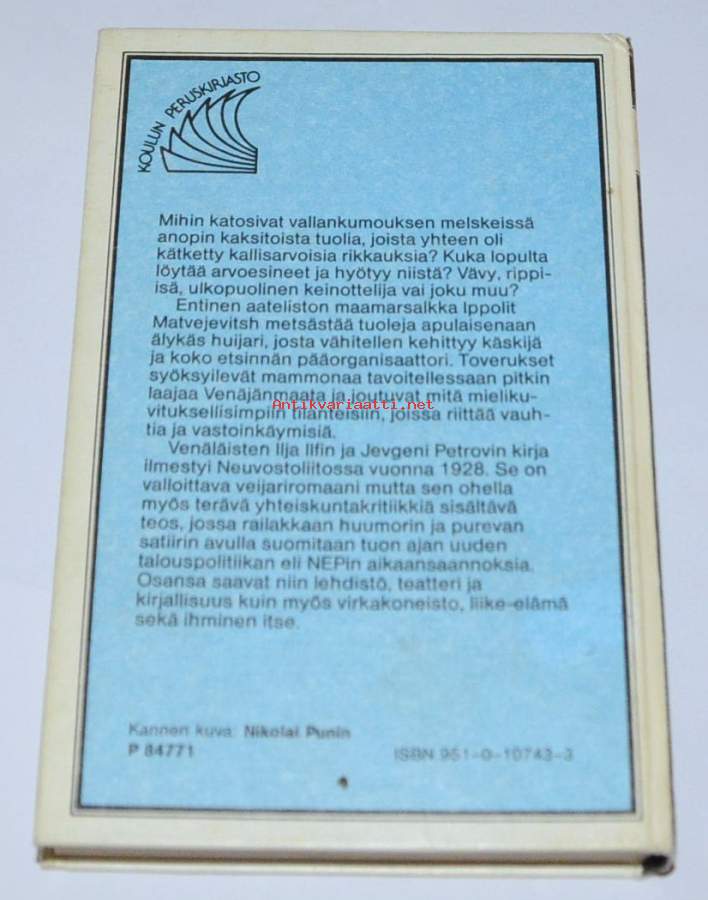 KOULUN PERUSKIRJASTO
Mihin katosivat vallankumouksen melskeissä
anopin kaksitoista tuolia, joista yhteen oli
kätketty kallisarvoisia rikkauksia? Kuka lopulta
löytää arvoesineet ja hyötyy niistä? Vävy, rippi-
isä, ulkopuolinen keinottelija vai joku muu?
Entinen aateliston maamarsalkka Ippolit
Matvejevitsh metsästää tuoleja apulaisenaan
älykäs huijari, josta vähitellen kehittyy käskijä
ja koko etsinnän pääorganisaattori. Toverukset
syöksyilevät mammonaa tavoitellessaan pitkin
laajaa Venäjänmaata ja joutuvat mitä mieliku-
Antikvariaatti.net
vituksellisimpiin tilanteisiin, joissa riittää vauh-
tia ja vastoinkäymisiä.
Venäläisten Ilja Ilfin ja Jevgeni Petrovin kirja
ilmestyi Neuvostoliitossa vuonna 1928. Se on
valloittava veijariromaani mutta sen ohella
myös terävä yhteiskuntakritiikkiä sisältävä
teos, jossa railakkaan huumorin ja purevan
satiirin avulla suomitaan tuon ajan uuden
talouspolitiikan eli NEPin aikaansaannoksia.
Osansa saavat niin lehdistö, teatteri ja
kirjallisuus kuin myös virkakoneisto, liike-elämä
sekä ihminen itse.
Kannen kuva: Nikolai Punin
P 84771
ISBN 951-0-10743-3